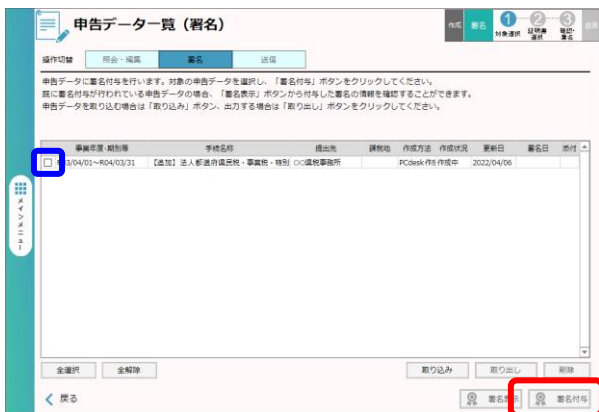 申告データ一覧（署名）
作成 署名 1 対象選択 2 証明書選択 3 確認・署名 送信
操作切替 照会・編集 署名 送信
申告データに署名付与を行います。対象の申告データを選択し、「署名付与」ボタンをクリックしてください。
既に署名付与が行われている申告データの場合、「署名表示」ボタンから付与した署名の情報を確認することができます。
申告データを取り込む場合は「取り込み」ボタン、出力する場合は「取り出し」ボタンをクリックしてください。
事業年度・期別等 手続名称 提出先 課税地 作成方法 作成状況 更新日 署名日 添付
R03/04/01～R04/03/31 【追加】法人都道府県民税・事業税・特別 〇〇県税事務所 PCdesk 作成中 2022/04/06
メインメニュー
全選択 全解除 取り込み 取り出し 削除
戻る 署名表示 署名付与